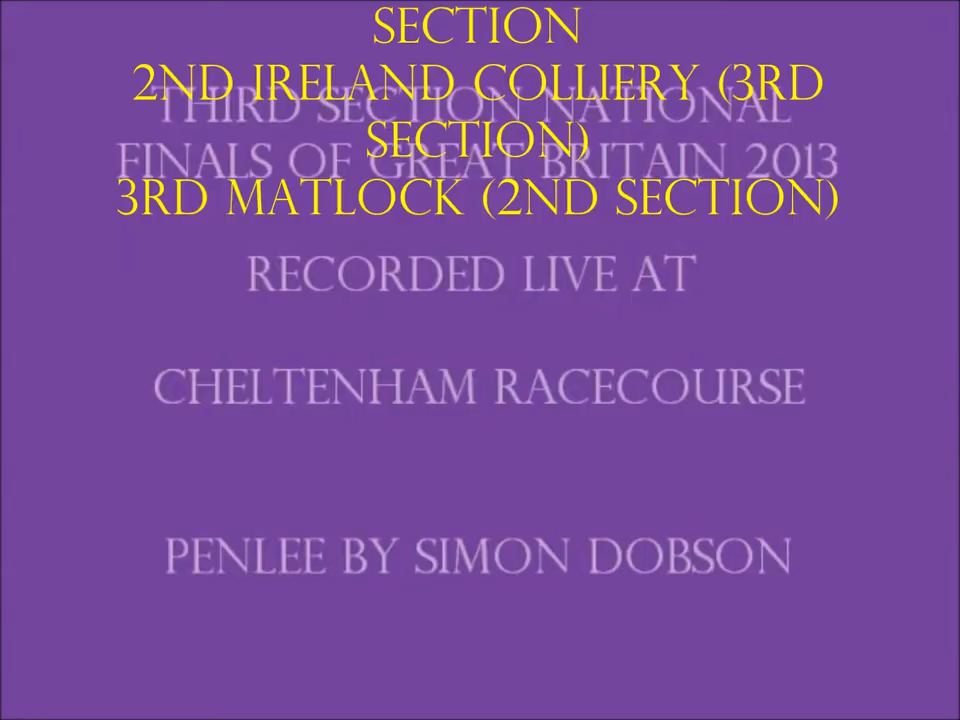 SECTION
2ND IRELAND COLLIERY (3RD
THIRD SECTION NATIONAL
SECTION)
FINALS OF GREAT BRITAIN 2013
3RD MATLOCK (2ND SECTION)
RECORDED LIVE AT
CHELTENHAM RACECOURSE
PENLEE BY SIMON DOBSON